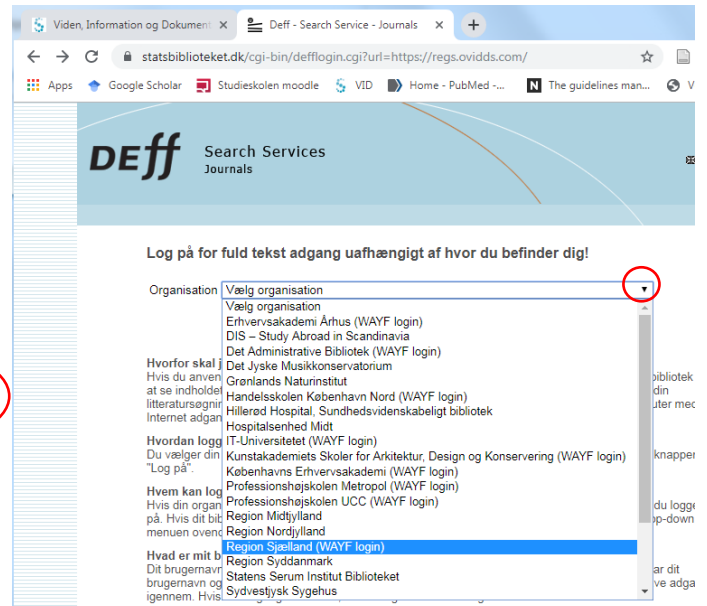 Viden, Information og Dokument
Deff - Search Service - Journals
statsbiblioteket.dk/cgi-bin/defflogin.cgi?url=https://regs.ovidds.com/
Apps Google Scholar Studieskolen moodle VID Home - PubMed -... The guidelines man... V
DEff Search Services
Journals
Log på for fuld tekst adgang uafhængigt af hvor du befinder dig!
Organisation Vælg organisation
Vælg organisation
Erhvervsakademi Århus (WAYF login)
DIS – Study Abroad in Scandinavia
Det Administrative Bibliotek (WAYF login)
Hvorfor skal j Det Jyske Musikkonservatorium
Hvis du anven Grønlands Naturinstitut bibliotek
at se indholdet Handelsskolen København Nord (WAYF login) din
litteratursøgnin Hillerød Hospital, Sundhedsvidenskabeligt bibliotek uter med
Internet adgan Hospitalsenhed Midt
Hvordan logg IT-Universitetet (WAYF login)
Du vælger din Kunstakademiets Skoler for Arkitektur, Design og Konservering (WAYF login) knappen
"Log på". Københavns Erhvervsakademi (WAYF login)
Professionshøjskolen Metropol (WAYF login)
Hvem kan log Professionshøjskolen UCC (WAYF login)
Hvis din organ Region Midtjylland du logge
på. Hvis dit bib Region Nordjylland op-down
menuen ovenc Region Sjælland (WAYF login)
Hvad er mit b Region Syddanmark
Dit brugernavn Statens Serum Institut Biblioteket ar dit
brugernavn og Sydvestjysk Sygehus ve adga
igennem. Hvis